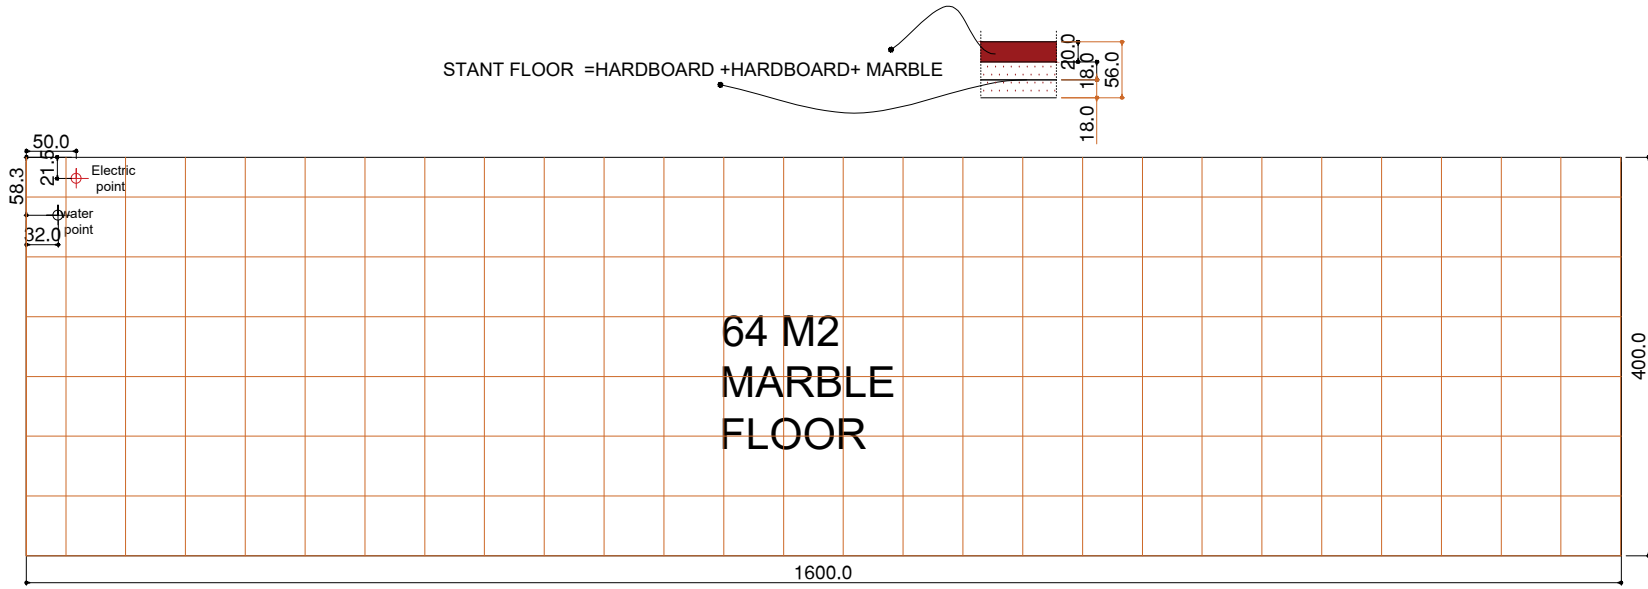 STANT FLOOR =HARDBOARD +HARDBOARD+ MARBLE
20.0
18.0
56.0
18.0
50.0
21.5
58.3
Electric
point
water
point
32.0
64 M2
MARBLE
FLOOR
400.0
1600.0